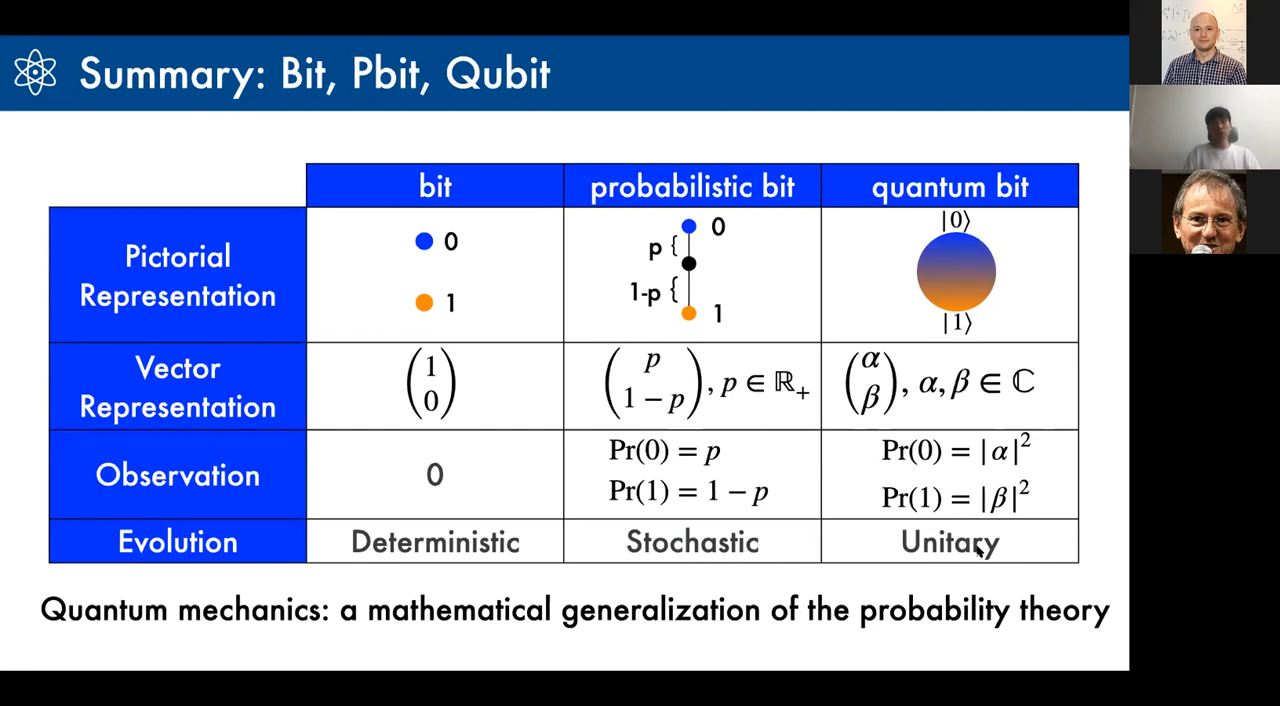 Summary: Bit, Pbit, Qubit
bit probabilistic bit quantum bit
Pictorial Representation
0
1
p {
1-p {
0
1
|0⟩
|1⟩
Vector Representation
(1 0)
(p 1 − p), p ∈ ℝ₊
(α β), α, β ∈ ℂ
Observation
0
Pr(0) = p
Pr(1) = 1 − p
Pr(0) = |α|²
Pr(1) = |β|²
Evolution Deterministic Stochastic Unitary
Quantum mechanics: a mathematical generalization of the probability theory